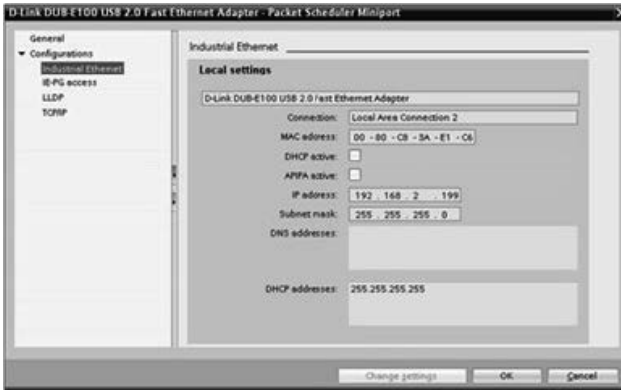 D-Link DUB-E100 USB 2.0 Fast Ethernet Adapter - Packet Scheduler Miniport
General
Configurations
Industrial Ethernet
IE-PG access
LLDP
TCP/IP
Industrial Ethernet
Local settings
D-Link DUB-E100 USB 2.0 Fast Ethernet Adapter
Connection: Local Area Connection 2
MAC address: 00 - 80 - C8 - 3A - E1 - C6
DHCP active:
APIPA active:
IP address: 192 . 168 . 2 . 199
Subnet mask: 255 . 255 . 255 . 0
DNS addresses:
DHCP addresses: 255.255.255.255
Change settings OK Cancel